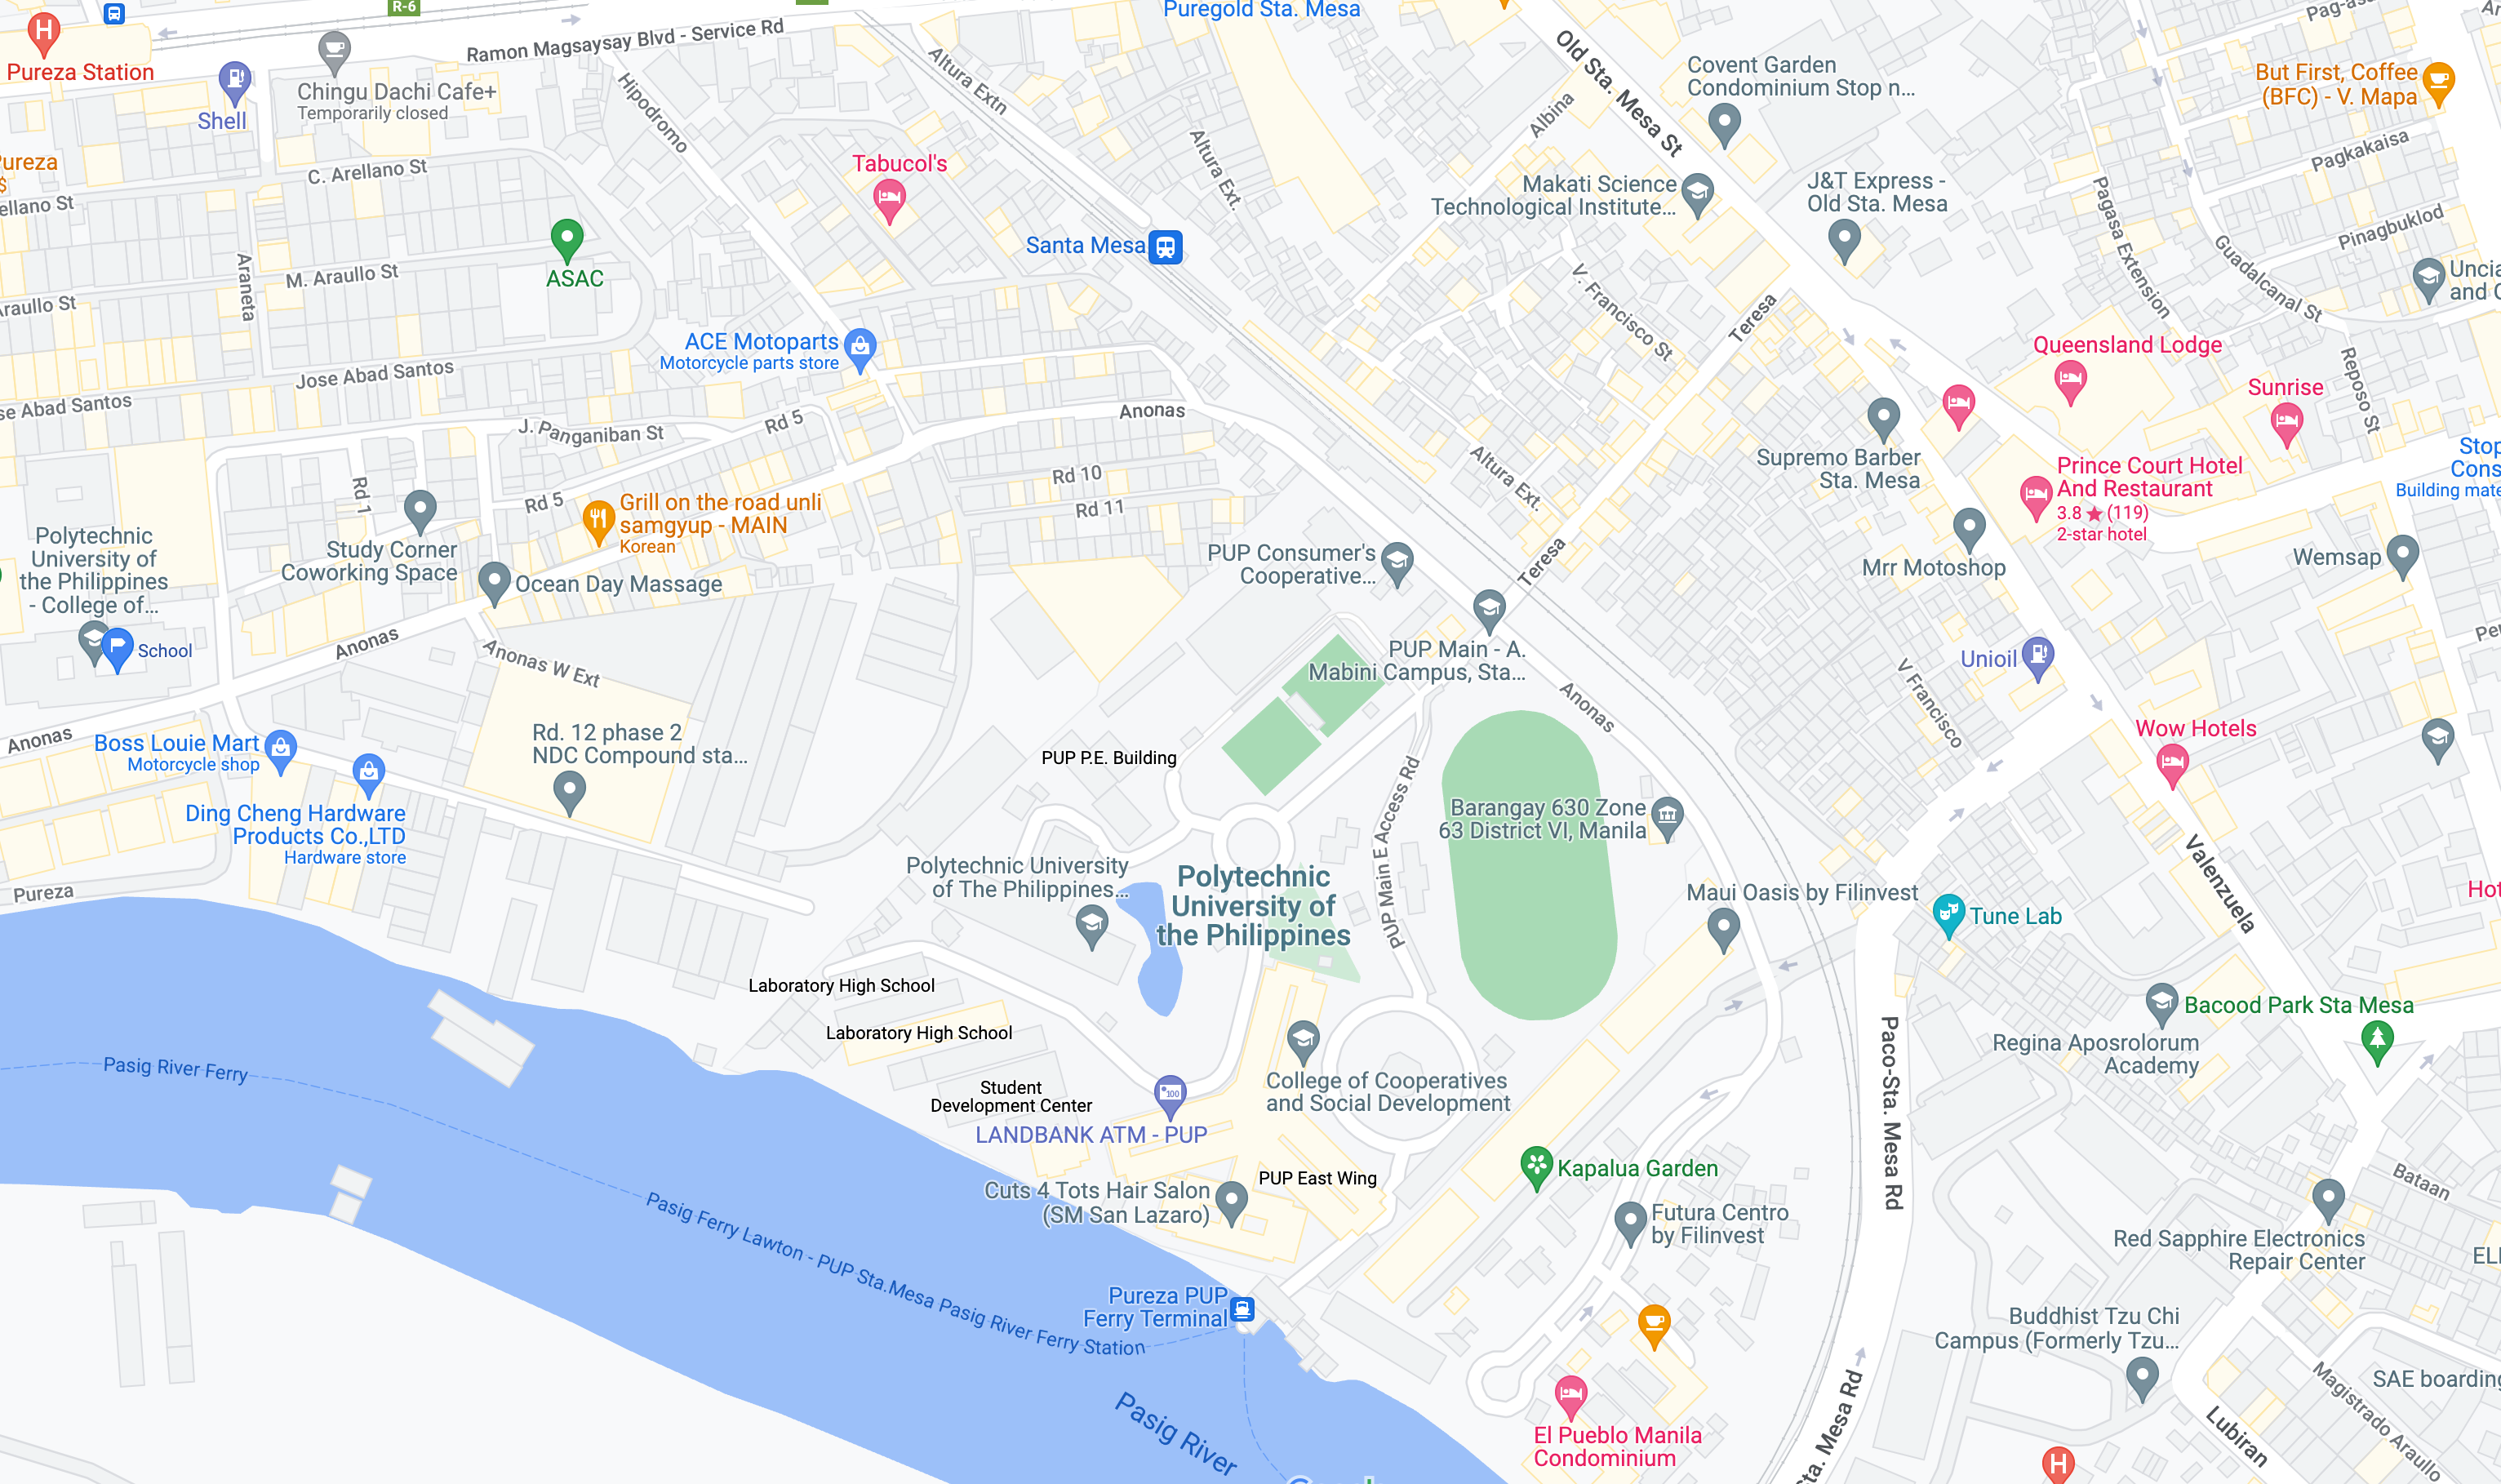 R-6
Puregold Sta. Mesa
Pureza Station
Ramon Magsaysay Blvd - Service Rd
Shell
Chingu Dachi Cafe+
Temporarily closed
Hipodromo
Altura Extn
Altura Ext.
Albina
Old Sta. Mesa St
Covent Garden
Condominium Stop n...
But First, Coffee
(BFC) - V. Mapa
Pagkakaisa
Pinagbuklod
Pagasa Extension
Guadalcanal St
Reposo St
Pureza
$
C. Arellano St
ellano St
Tabucol's
Makati Science
Technological Institute...
J&T Express -
Old Sta. Mesa
Santa Mesa
ASAC
M. Araullo St
Araneta
Araullo St
V. Francisco St
Teresa
ACE Motoparts
Motorcycle parts store
Queensland Lodge
Sunrise
Jose Abad Santos
se Abad Santos
J. Panganiban St
Rd 5
Anonas
Rd 10
Rd 11
Altura Ext.
Supremo Barber
Sta. Mesa
Prince Court Hotel
And Restaurant
3.8 ★ (119)
2-star hotel
Stop
Cons
Building mate
Rd 1
Rd 5
Grill on the road unli
samgyup - MAIN
Korean
Study Corner
Coworking Space
Ocean Day Massage
Polytechnic
University of
the Philippines
- College of...
School
Anonas
Anonas W Ext
PUP Consumer's
Cooperative...
Teresa
Mrr Motoshop
Wemsap
PUP Main - A.
Mabini Campus, Sta...
Anonas
Unioil
V Francisco
Wow Hotels
Anonas
Boss Louie Mart
Motorcycle shop
Rd. 12 phase 2
NDC Compound sta...
Ding Cheng Hardware
Products Co.,LTD
Hardware store
Pureza
PUP P.E. Building
PUP Main E Access Rd
Barangay 630 Zone
63 District VI, Manila
Valenzuela
Polytechnic University
of The Philippines...
Polytechnic
University of
the Philippines
Maui Oasis by Filinvest
Tune Lab
Hot
Laboratory High School
Laboratory High School
Student
Development Center
LANDBANK ATM - PUP
College of Cooperatives
and Social Development
Paco-Sta. Mesa Rd
Regina Aposrolorum
Academy
Bacood Park Sta Mesa
Pasig River Ferry
PUP East Wing
Kapalua Garden
Cuts 4 Tots Hair Salon
(SM San Lazaro)
Futura Centro
by Filinvest
Bataan
Red Sapphire Electronics
Repair Center
Pasig Ferry Lawton - PUP Sta.Mesa Pasig River Ferry Station
Pureza PUP
Ferry Terminal
Buddhist Tzu Chi
Campus (Formerly Tzu...
SAE boarding
Magistrado Araullo
Lubiran
Pasig River
El Pueblo Manila
Condominium
Sta. Mesa Rd